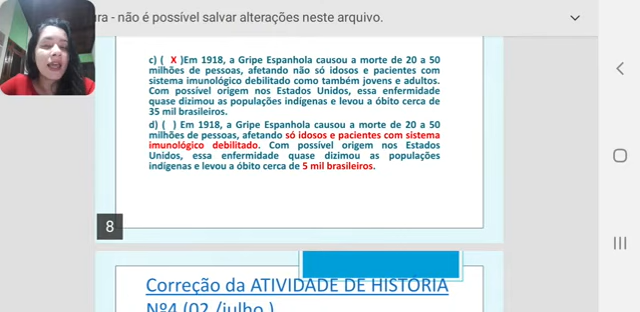 ura - não é possível salvar alterações neste arquivo.
c) ( X )Em 1918, a Gripe Espanhola causou a morte de 20 a 50
milhões de pessoas, afetando não só idosos e pacientes com
sistema imunológico debilitado como também jovens e adultos.
Com possível origem nos Estados Unidos, essa enfermidade
quase dizimou as populações indígenas e levou a óbito cerca de
35 mil brasileiros.
d) ( ) Em 1918, a Gripe Espanhola causou a morte de 20 a 50
milhões de pessoas, afetando só idosos e pacientes com sistema
imunológico debilitado. Com possível origem nos Estados
Unidos, essa enfermidade quase dizimou as populações
indígenas e levou a óbito cerca de 5 mil brasileiros.
8
Correção da ATIVIDADE DE HISTÓRIA
Nº4 (02 /julho )